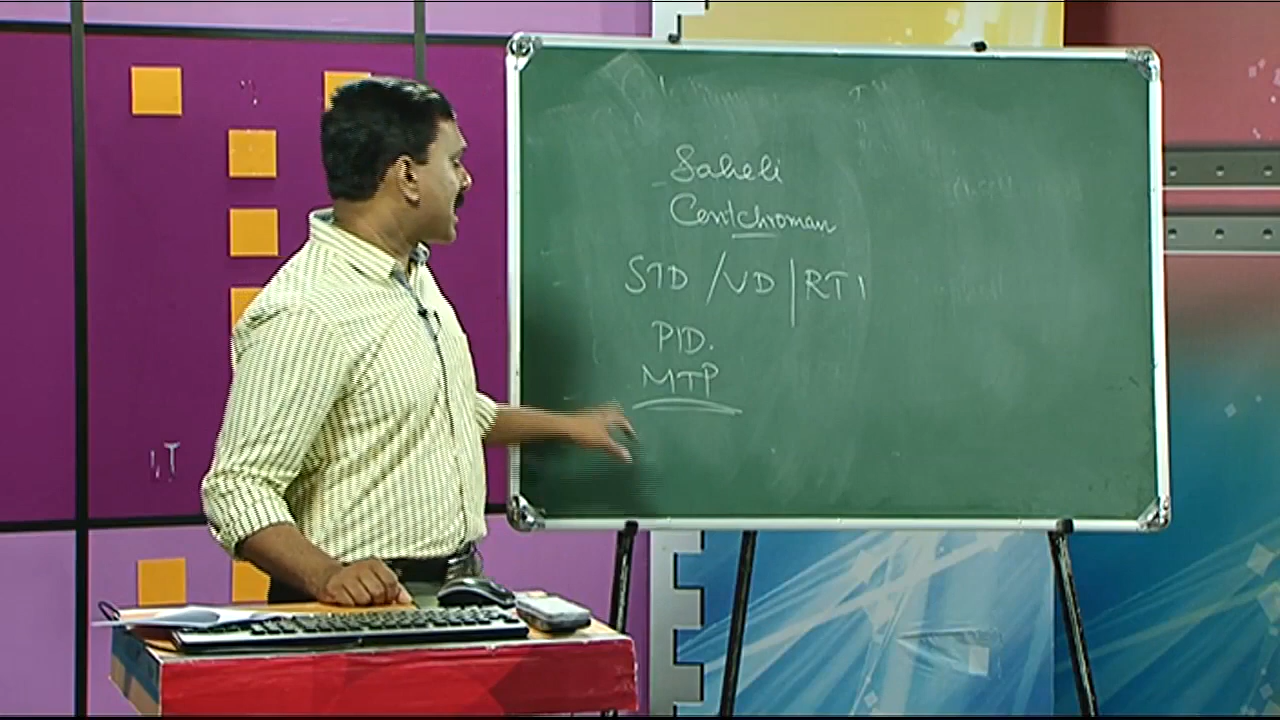 Saheli
Centchroman
STD / VD | RTI
PID.
MTP